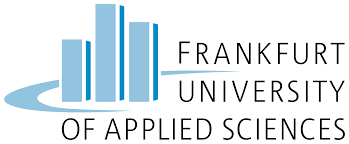 FRANKFURT
UNIVERSITY
OF APPLIED SCIENCES